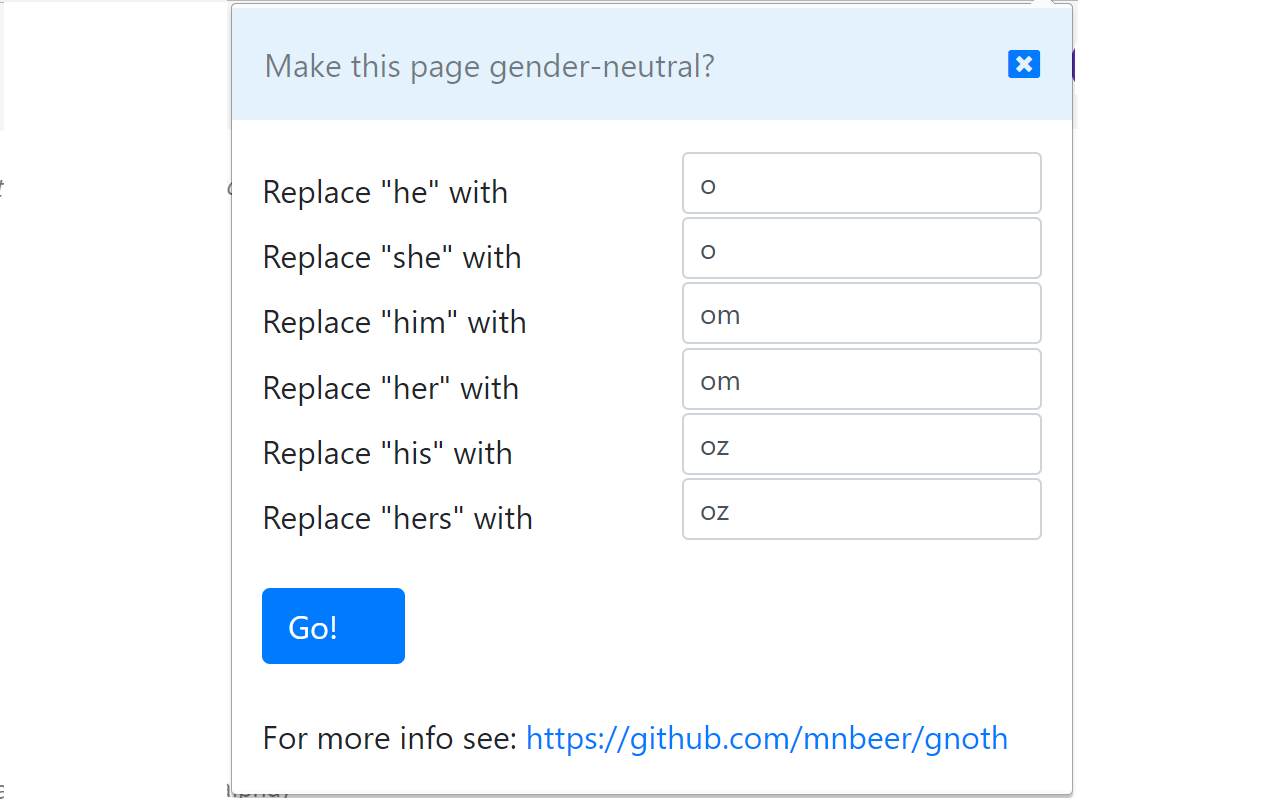 Make this page gender-neutral?
Replace "he" with o
Replace "she" with o
Replace "him" with om
Replace "her" with om
Replace "his" with oz
Replace "hers" with oz
Go!
For more info see: https://github.com/mnbeer/gnoth